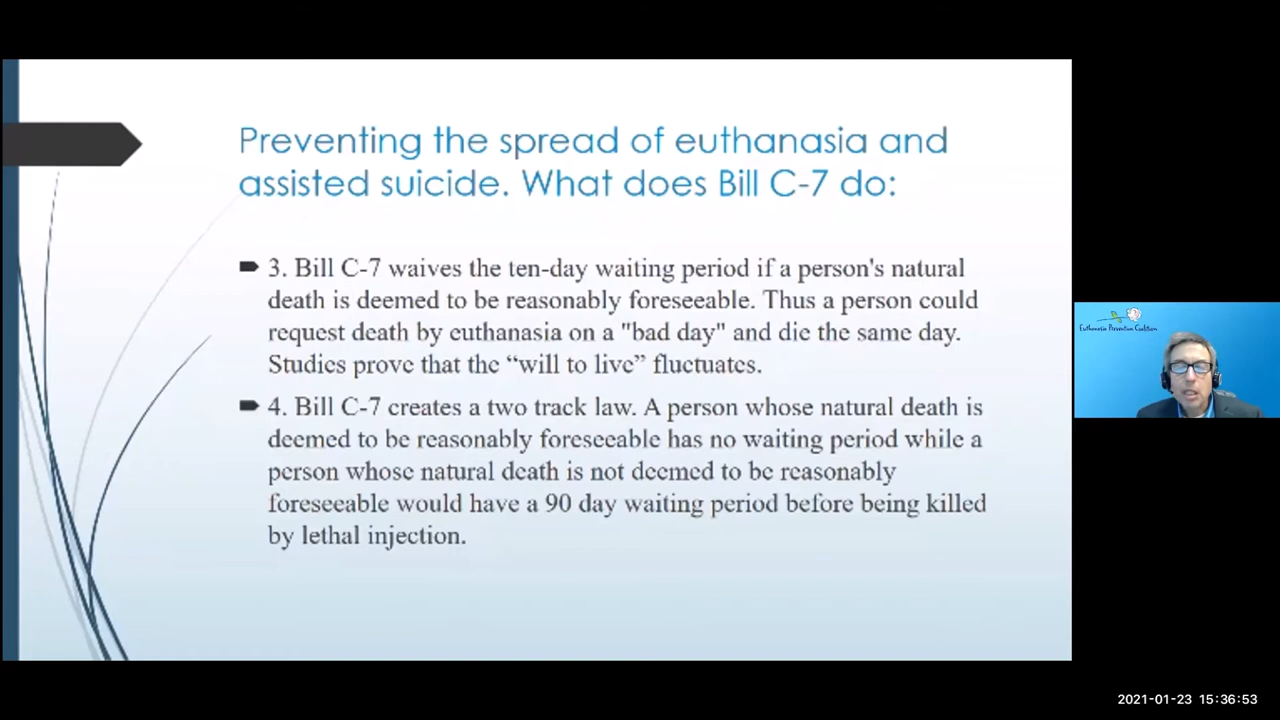 Preventing the spread of euthanasia and
assisted suicide. What does Bill C-7 do:
3. Bill C-7 waives the ten-day waiting period if a person's natural
death is deemed to be reasonably foreseeable. Thus a person could
request death by euthanasia on a "bad day" and die the same day.
Studies prove that the “will to live” fluctuates.
4. Bill C-7 creates a two track law. A person whose natural death is
deemed to be reasonably foreseeable has no waiting period while a
person whose natural death is not deemed to be reasonably
foreseeable would have a 90 day waiting period before being killed
by lethal injection.
Euthanasia Prevention Coalition
2021-01-23 15:36:53